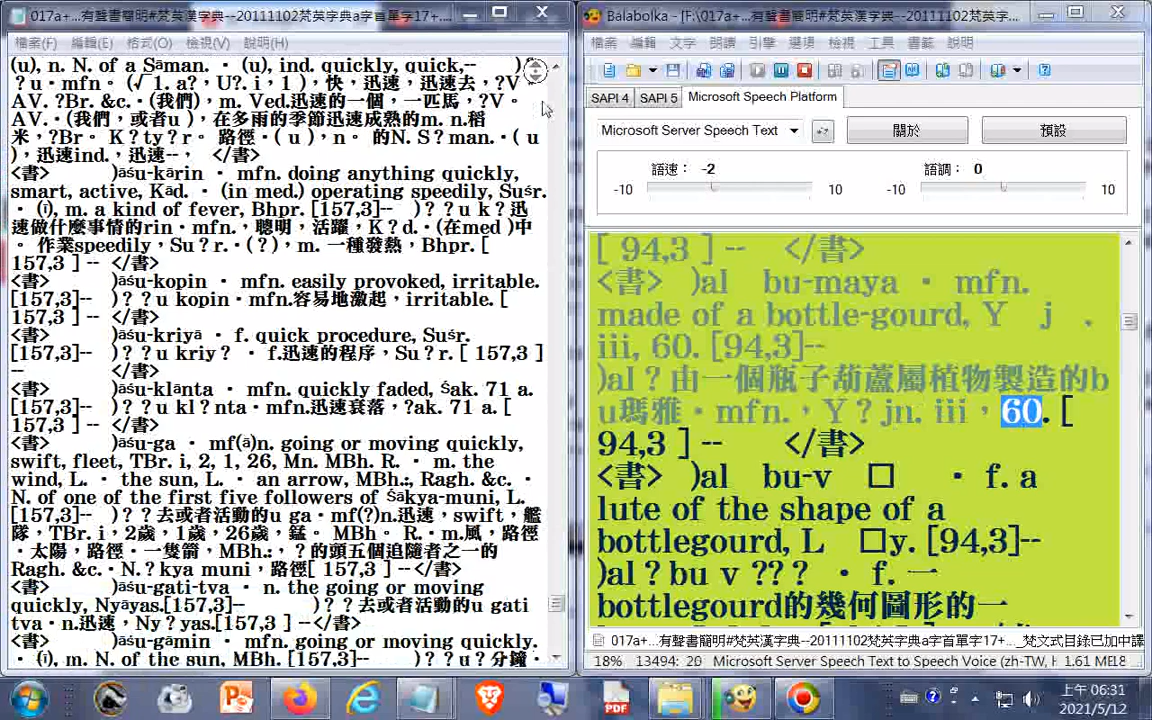 017a+...有聲書簡明#梵英漢字典--20111102梵英字典a字首單字17+...
檔案(F) 編輯(E) 格式(O) 檢視(V) 說明(H)
(u), n. N. of a Sāman. ‧ (u), ind. quickly, quick,-- )?
?u‧mfn. (√ 1. a?, U?. i，1 )，快，迅速，迅速去，?V
AV. ?Br. &c.‧(我們)，m. Ved.迅速的一個，一匹馬，?V。
AV.‧(我們，或者u )，在多雨的季節迅速成熟的m. n.稻
米，?Br。 K？ty？r。 路徑‧( u )，n。 的N. S？man.‧( u
)，迅速ind.，迅速--， </書>
<書> )āśu-kārin ‧ mfn. doing anything quickly,
smart, active, Kād. ‧ (in med.) operating speedily, Suśr.
‧ (ī), m. a kind of fever, Bhpr. [157,3]-- )？？u k？迅
速做什麼事情的rin‧mfn.，聰明，活躍，K？d.‧(在med )中
。 作業speedily，Su？r.‧(？)，m. 一種發熱，Bhpr. [
157,3 ] -- </書>
<書> )āśu-kopin ‧ mfn. easily provoked, irritable.
[157,3]-- )？？u kopin‧mfn.容易地激起，irritable. [
157,3 ] -- </書>
<書> )āśu-kriyā ‧ f. quick procedure, Suśr.
[157,3]-- )？？u kriy？ ‧ f.迅速的程序，Su？r. [ 157,3 ]
-- </書>
<書> )āśu-klānta ‧ mfn. quickly faded, Śak. 71 a.
[157,3]-- )？？u kl？nta‧mfn.迅速衰落，?ak. 71 a. [
157,3 ] -- </書>
<書> )āśu-ga ‧ mf(ā)n. going or moving quickly,
swift, fleet, TBr. i, 2, 1, 26, Mn. MBh. R. ‧ m. the
wind, L. ‧ the sun, L. ‧ an arrow, MBh.:, Ragh. &c. ‧
N. of one of the first five followers of Śākya-muni, L.
[157,3]-- )？？去或者活動的u ga‧mf(?)n.迅速，swift，艦
隊，TBr. i，2歲，1歲，26歲，錳。 MBh。 R.‧m.風，路徑
‧太陽，路徑‧一隻箭，MBh.:，？的頭五個追隨者之一的
Ragh. &c.‧N.？kya muni，路徑[ 157,3 ] --</書>
<書> )āśu-gati-tva ‧ n. the going or moving
quickly, Nyāyas.[157,3]-- )？？去或者活動的u gati
tva‧n.迅速，Ny？yas.[157,3 ] -- </書>
<書> )āśu-gāmin ‧ mfn. going or moving quickly.
‧ (ī), m. N. of the sun, MBh. [157,3]-- )？？u？分鐘‧
Balabolka - [F:\017a+...有聲書簡明#梵英漢字典--20111102梵英字...
檔案 編輯 文字 朗讀 引擎 選項 檢視 工具 書籤 說明
SAPI 4 SAPI 5 Microsoft Speech Platform
Microsoft Server Speech Text 關於 預設
語速： -2 語調： 0
-10 10 -10 10
[ 94,3 ] -- </書>
<書> )al bu-maya ‧ mfn.
made of a bottle-gourd, Y j .
iii, 60. [94,3]--
)al？由一個瓶子葫蘆屬植物製造的b
u瑪雅‧mfn.，Y？jn. iii，60. [
94,3 ] -- </書>
<書> )al bu-v □ ‧ f. a
lute of the shape of a
bottlegourd, L □y. [94,3]--
)al？bu v ??？ ‧ f. 一
bottlegourd的幾何圖形的一
017a+...有聲書簡明#梵英漢字典--20111102梵英字典a字首單字17+..._梵文式目錄已加中譯
18% 13494: 20 Microsoft Server Speech Text to Speech Voice (zh-TW, H 1.61 MEL8
上午 06:31
2021/5/12